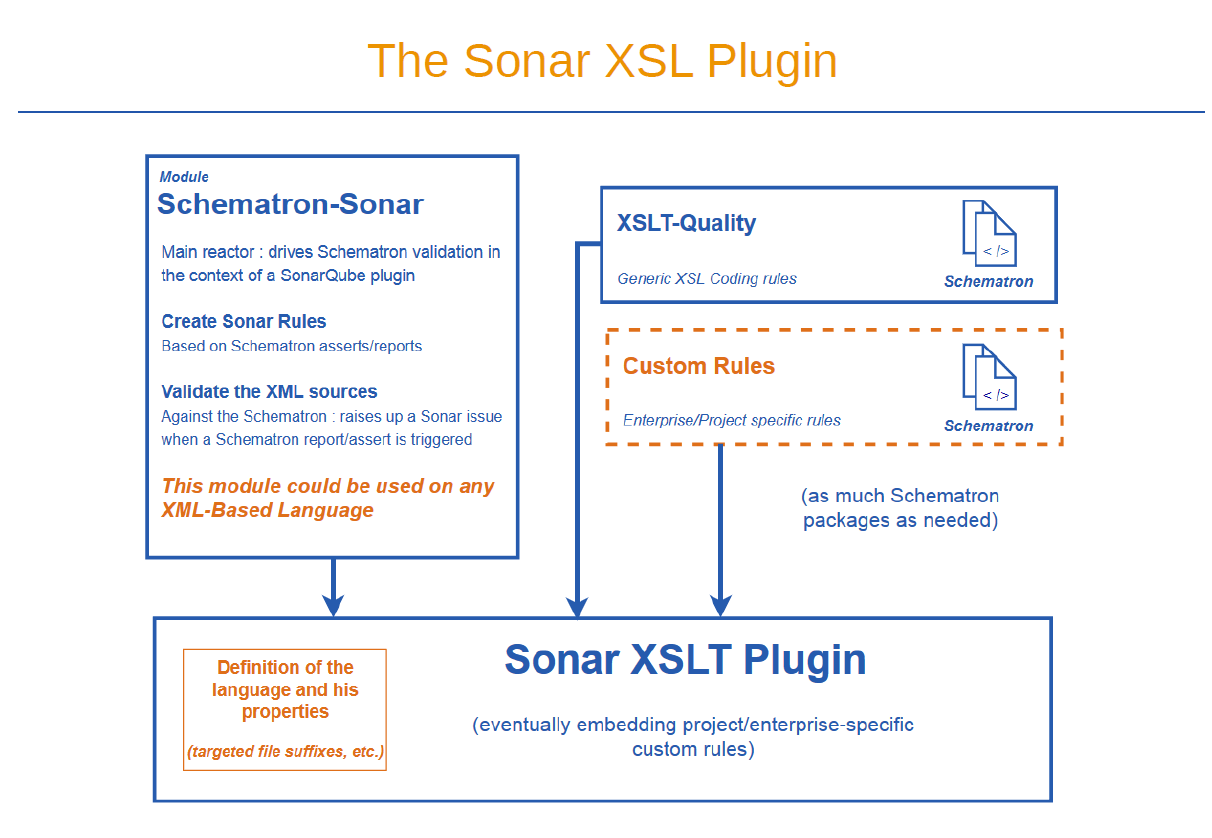 The Sonar XSL Plugin
Module
Schematron-Sonar
Main reactor : drives Schematron validation in
the context of a SonarQube plugin
Create Sonar Rules
Based on Schematron asserts/reports
Validate the XML sources
Against the Schematron : raises up a Sonar issue
when a Schematron report/assert is triggered
This module could be used on any
XML-Based Language
XSLT-Quality
Generic XSL Coding rules
< />
Schematron
Custom Rules
Enterprise/Project specific rules
< />
Schematron
(as much Schematron
packages as needed)
Definition of the
language and his
properties
(targeted file suffixes, etc.)
Sonar XSLT Plugin
(eventually embedding project/enterprise-specific
custom rules)